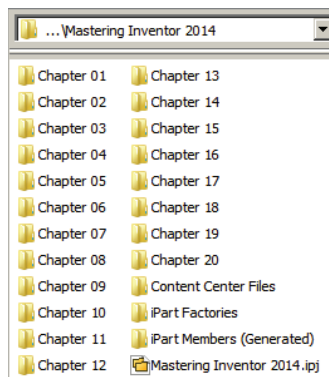 ...\Mastering Inventor 2014
Chapter 01
Chapter 02
Chapter 03
Chapter 04
Chapter 05
Chapter 06
Chapter 07
Chapter 08
Chapter 09
Chapter 10
Chapter 11
Chapter 12
Chapter 13
Chapter 14
Chapter 15
Chapter 16
Chapter 17
Chapter 18
Chapter 19
Chapter 20
Content Center Files
iPart Factories
iPart Members (Generated)
Mastering Inventor 2014.ipj